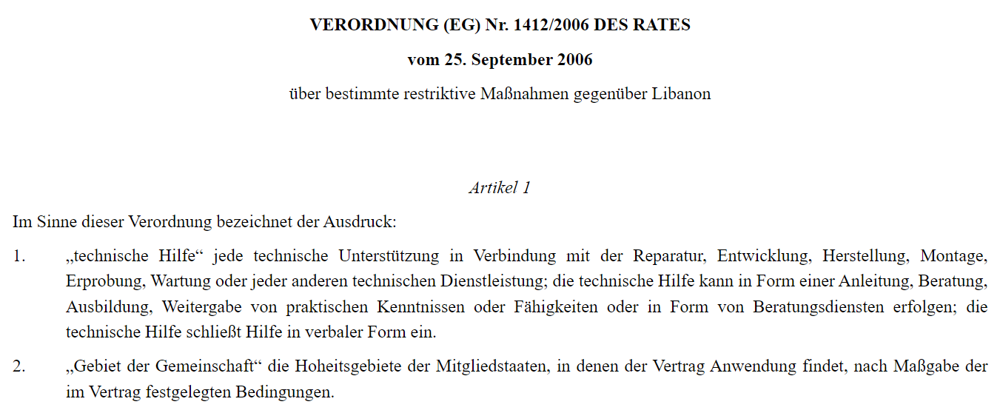 VERORDNUNG (EG) Nr. 1412/2006 DES RATES
vom 25. September 2006
über bestimmte restriktive Maßnahmen gegenüber Libanon
Artikel 1
Im Sinne dieser Verordnung bezeichnet der Ausdruck:
1. „technische Hilfe“ jede technische Unterstützung in Verbindung mit der Reparatur, Entwicklung, Herstellung, Montage,
Erprobung, Wartung oder jeder anderen technischen Dienstleistung; die technische Hilfe kann in Form einer Anleitung, Beratung,
Ausbildung, Weitergabe von praktischen Kenntnissen oder Fähigkeiten oder in Form von Beratungsdiensten erfolgen; die
technische Hilfe schließt Hilfe in verbaler Form ein.
2. „Gebiet der Gemeinschaft“ die Hoheitsgebiete der Mitgliedstaaten, in denen der Vertrag Anwendung findet, nach Maßgabe der
im Vertrag festgelegten Bedingungen.